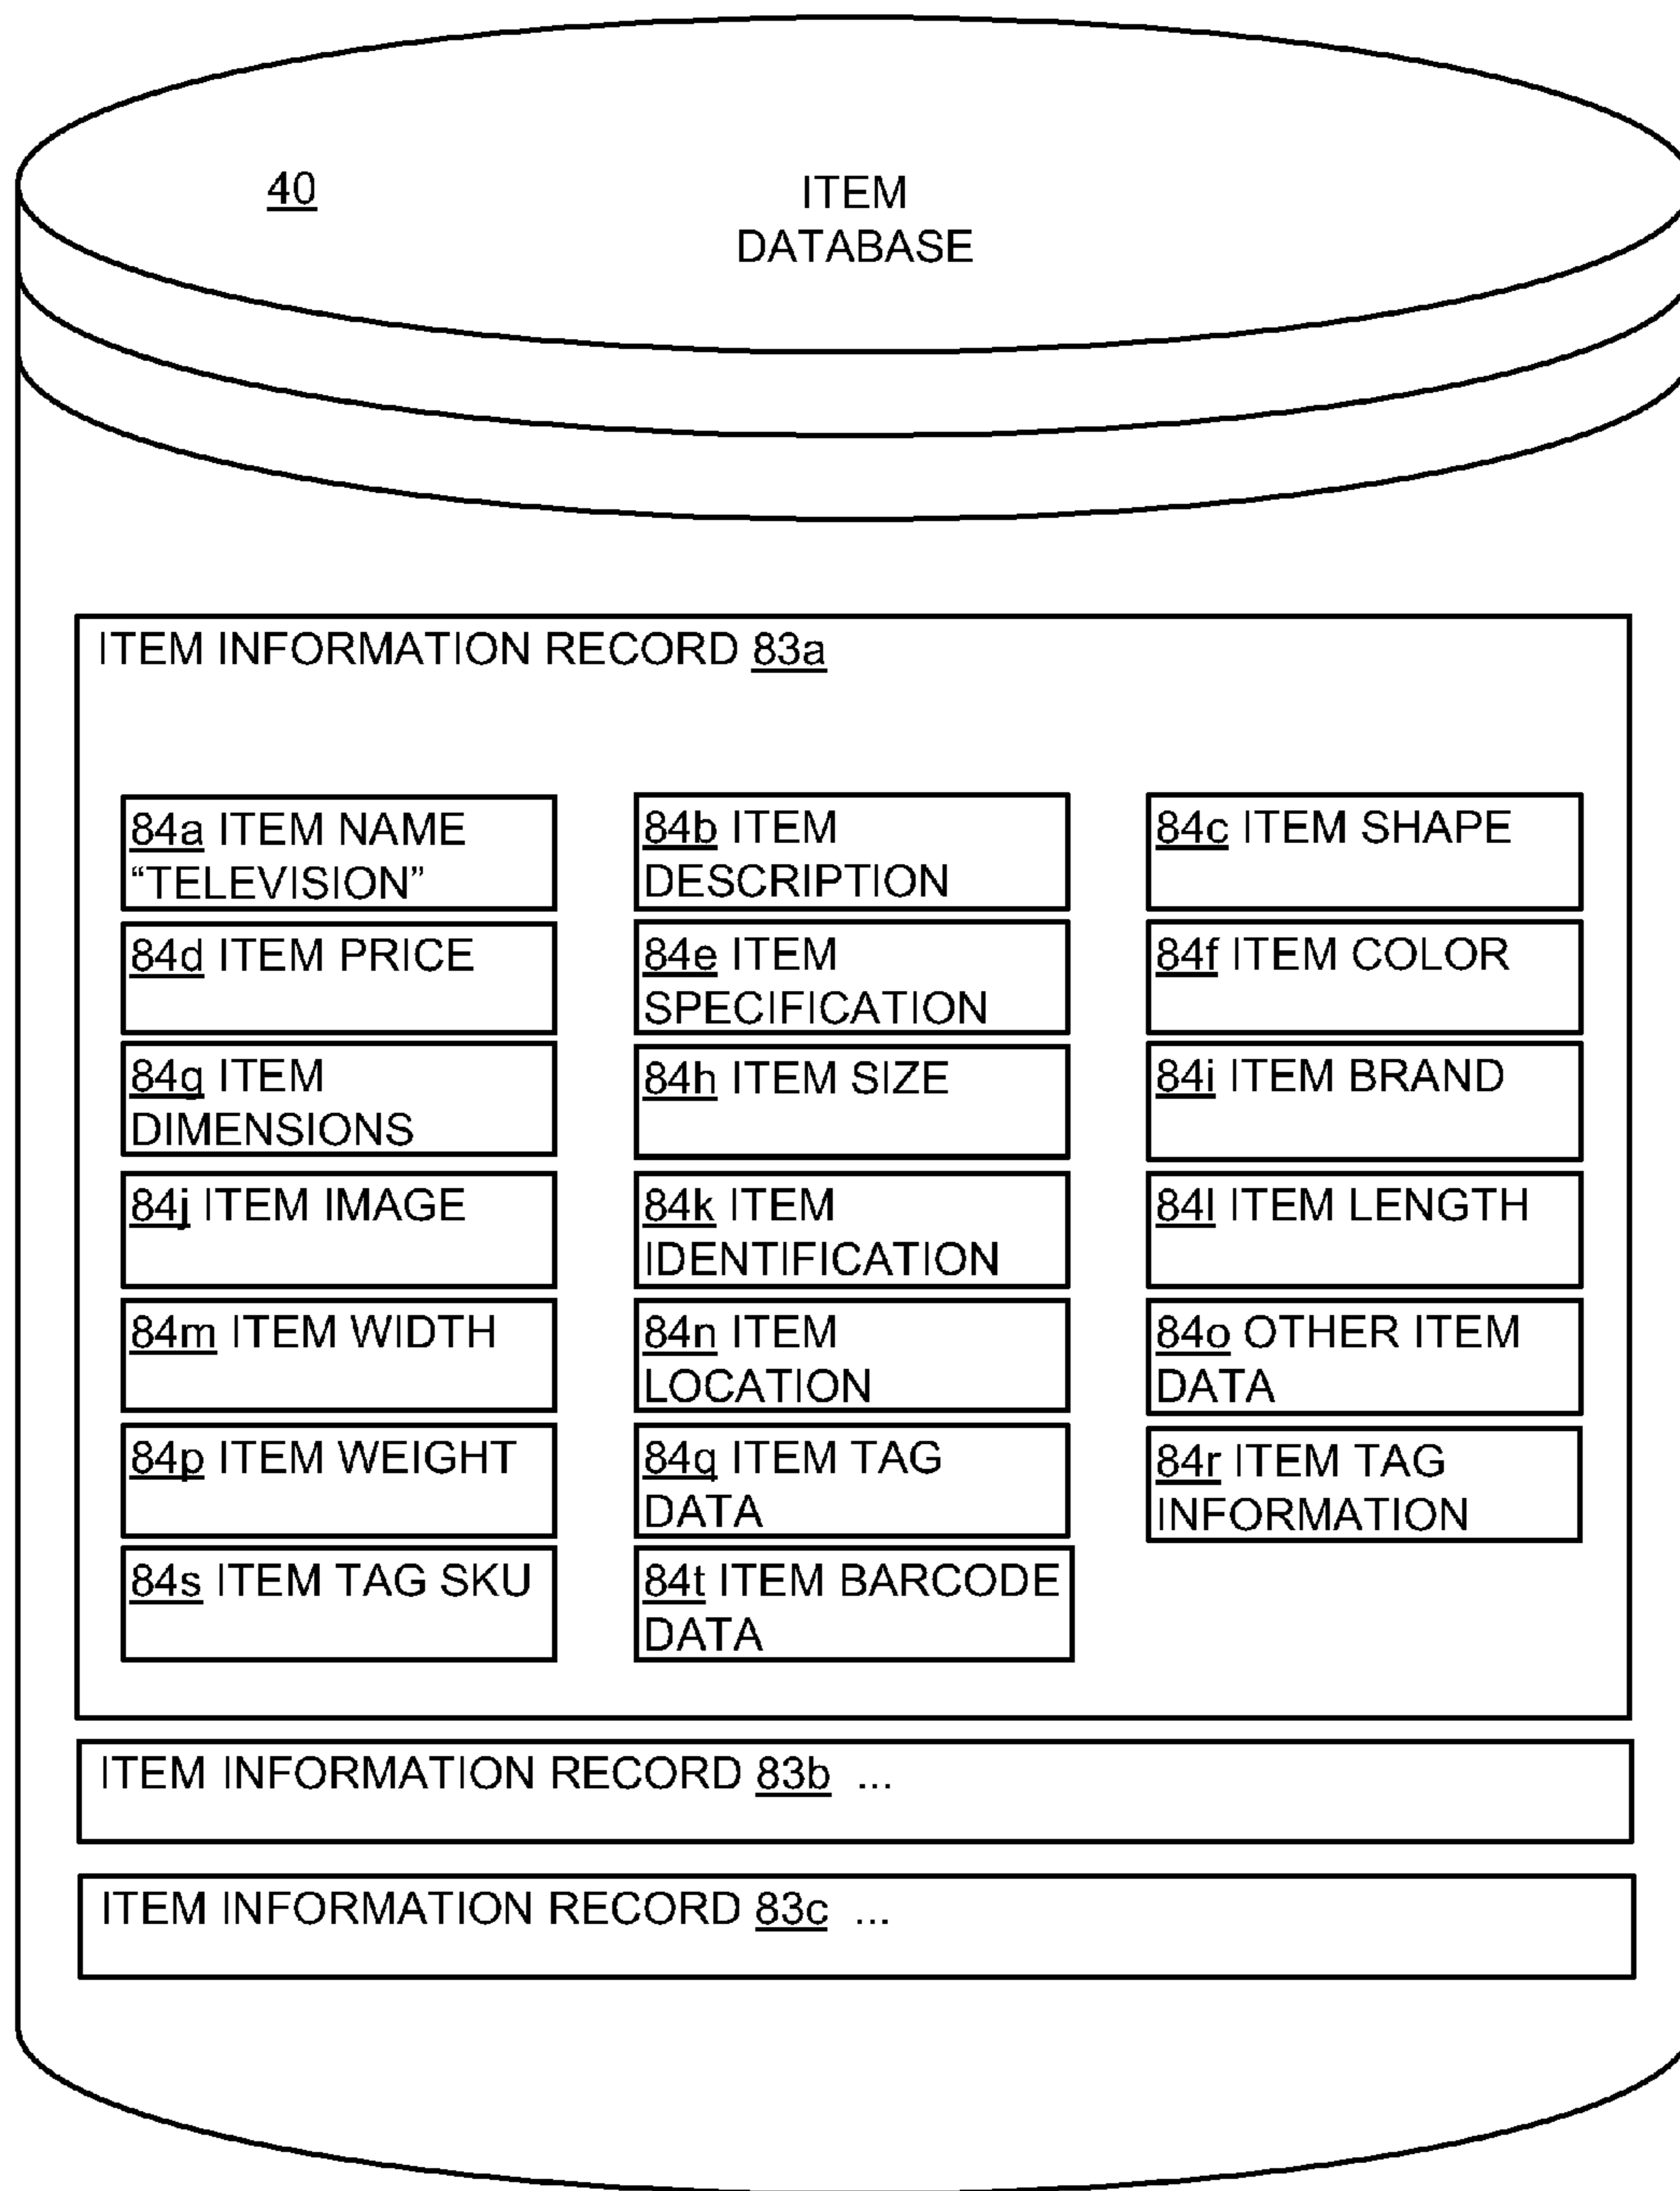 40
ITEM
DATABASE
ITEM INFORMATION RECORD 83a
84a ITEM NAME
“TELEVISION”
84b ITEM
DESCRIPTION
84c ITEM SHAPE
84d ITEM PRICE
84e ITEM
SPECIFICATION
84f ITEM COLOR
84g ITEM
DIMENSIONS
84h ITEM SIZE
84i ITEM BRAND
84j ITEM IMAGE
84k ITEM
IDENTIFICATION
84l ITEM LENGTH
84m ITEM WIDTH
84n ITEM
LOCATION
84o OTHER ITEM
DATA
84p ITEM WEIGHT
84q ITEM TAG
DATA
84r ITEM TAG
INFORMATION
84s ITEM TAG SKU
84t ITEM BARCODE
DATA
ITEM INFORMATION RECORD 83b ...
ITEM INFORMATION RECORD 83c ...